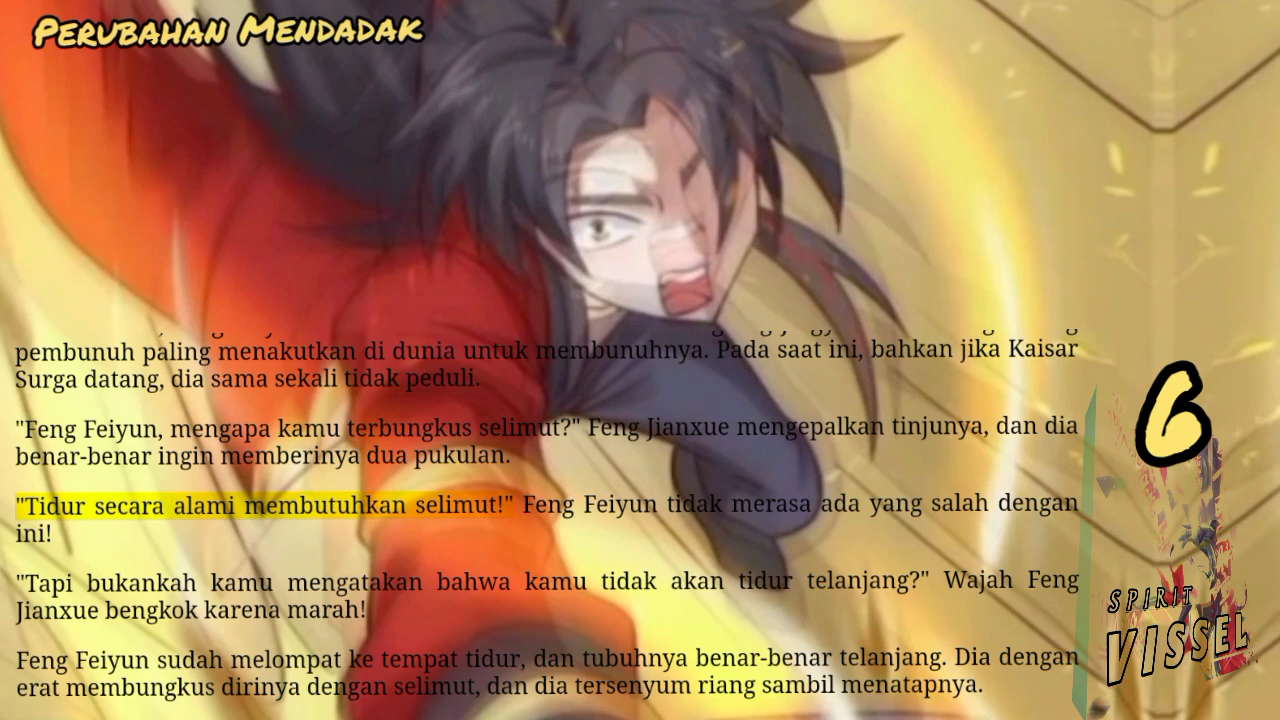 Perubahan Mendadak
pembunuh paling menakutkan di dunia untuk membunuhnya. Pada saat ini, bahkan jika Kaisar
Surga datang, dia sama sekali tidak peduli.
"Feng Feiyun, mengapa kamu terbungkus selimut?" Feng Jianxue mengepalkan tinjunya, dan dia
benar-benar ingin memberinya dua pukulan.
"Tidur secara alami membutuhkan selimut!" Feng Feiyun tidak merasa ada yang salah dengan
ini!
"Tapi bukankah kamu mengatakan bahwa kamu tidak akan tidur telanjang?" Wajah Feng
Jianxue bengkok karena marah!
Feng Feiyun sudah melompat ke tempat tidur, dan tubuhnya benar-benar telanjang. Dia dengan
erat membungkus dirinya dengan selimut, dan dia tersenyum riang sambil menatapnya.
6
SPIRIT
VISSEL